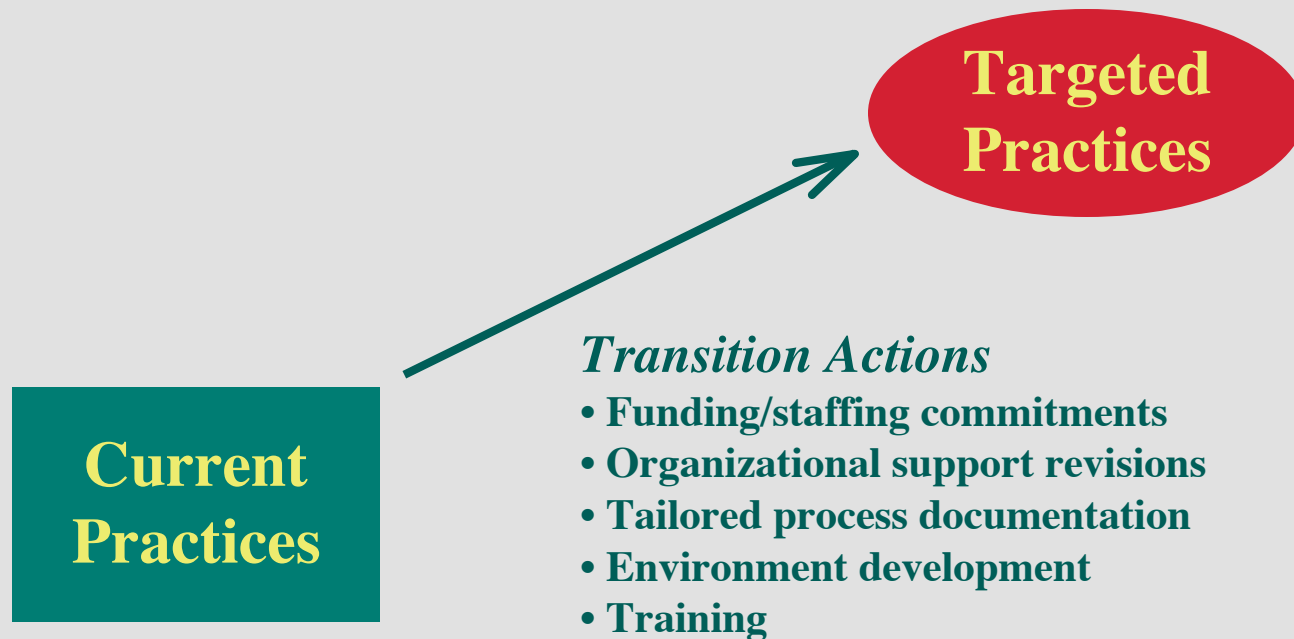 Targeted
Practices
Transition Actions
• Funding/staffing commitments
• Organizational support revisions
• Tailored process documentation
• Environment development
• Training
Current
Practices